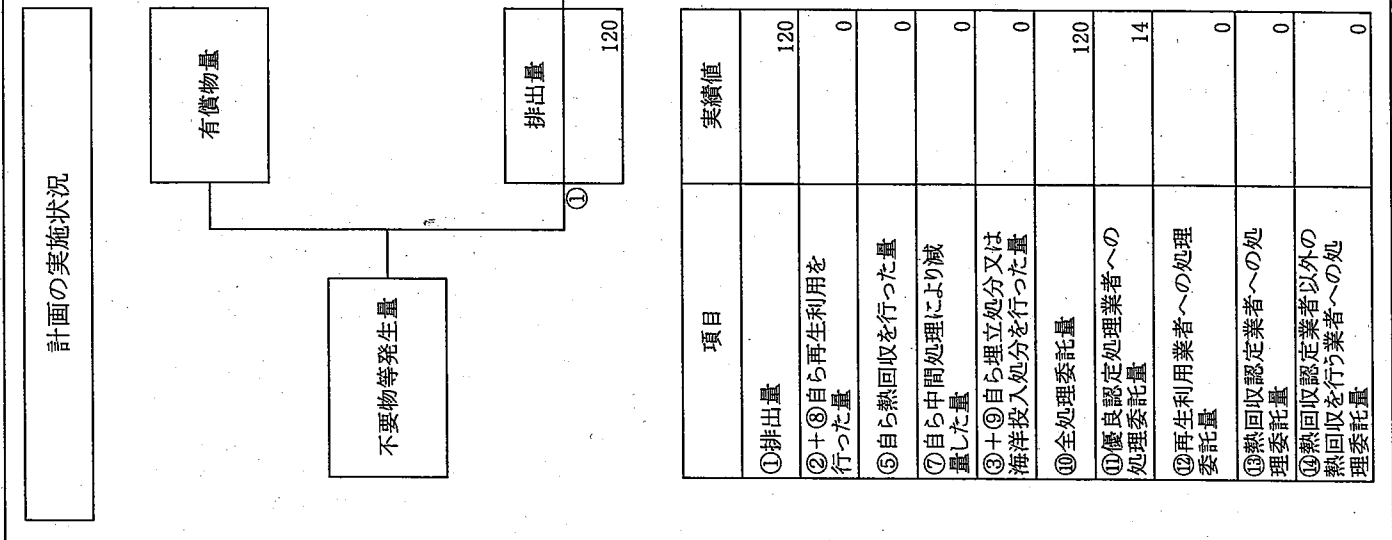 計画の実施状況
有償物量
不要物等発生量
排出量
①
120
項目
実績値
①排出量
120
②+⑧自ら再生利用を
行った量
0
⑤自ら熱回収を行った量
0
⑦自ら中間処理により減
量した量
0
③+⑨自ら埋立処分又は
海洋投入処分を行った量
0
⑩全処理委託量
120
⑪優良認定処理業者への
処理委託量
14
⑫再生利用業者への処理
委託量
0
⑬熱回収認定業者への処
理委託量
0
⑭熱回収認定業者以外の
熱回収を行う業者への処
理委託量
0